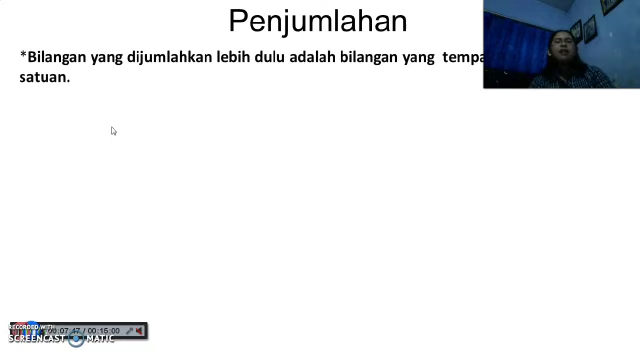 Penjumlahan
*Bilangan yang dijumlahkan lebih dulu adalah bilangan yang tempa
satuan.
RECORDED WITH
00:07.47 / 00:15:00
SCREENCAST MATIC